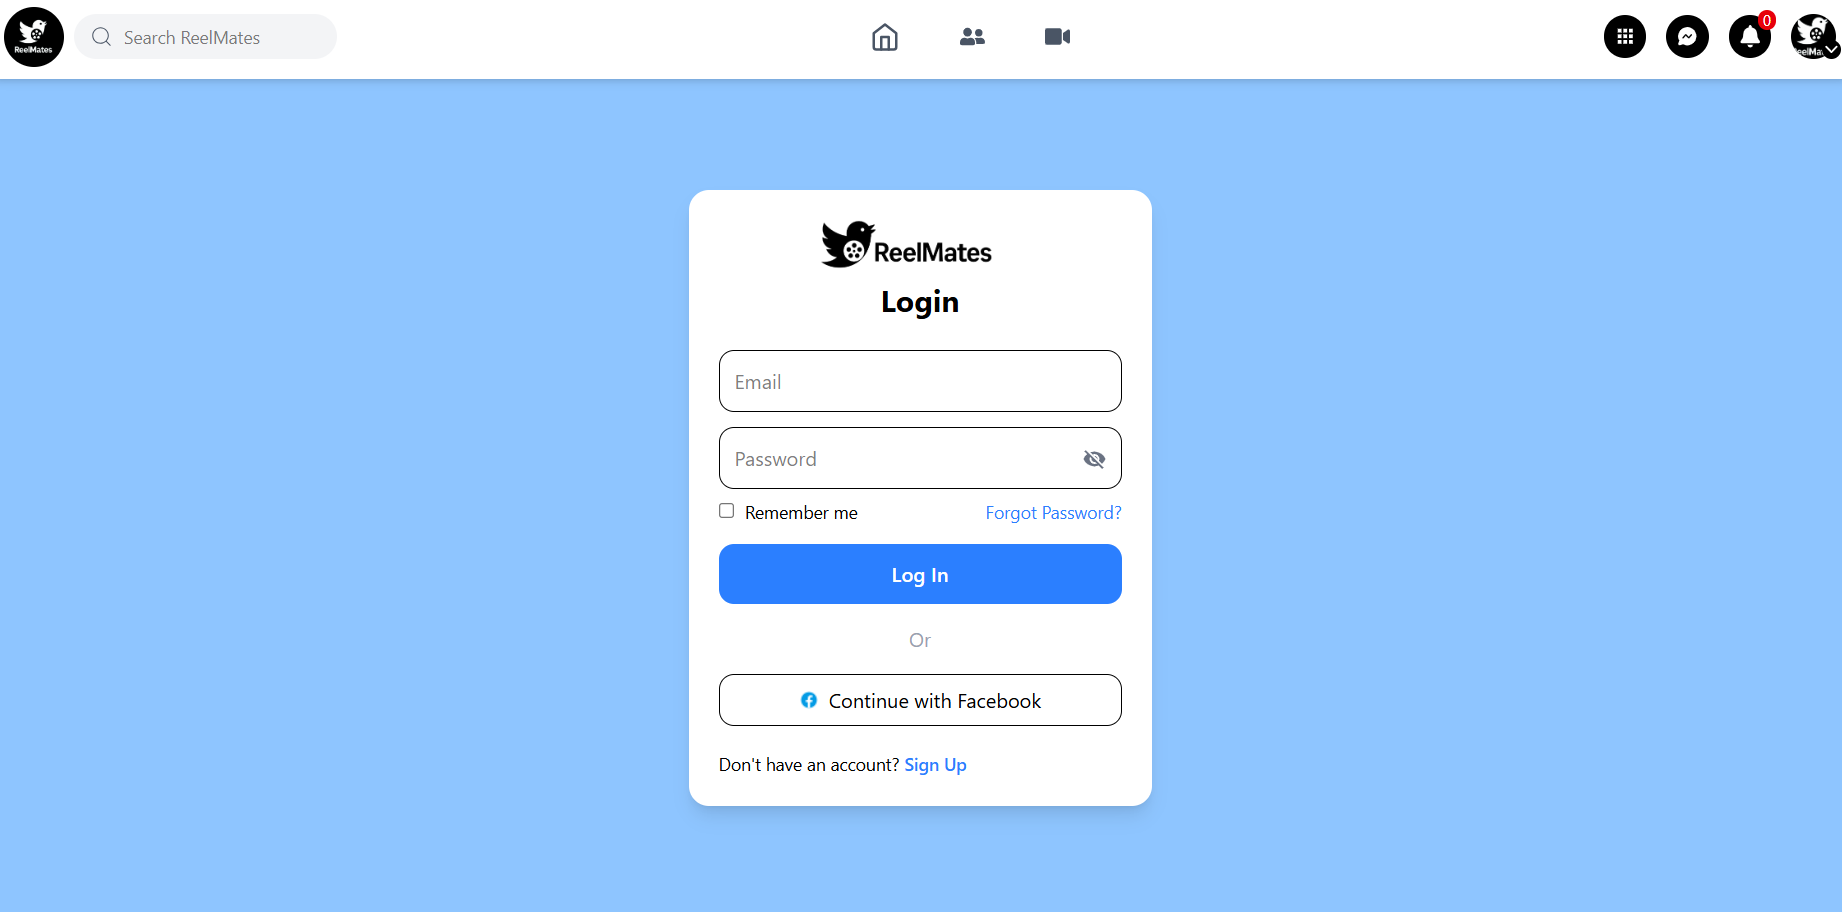 ReelMates
Search ReelMates
0
ReelMates
Login
Email
Password
Remember me
Forgot Password?
Log In
Or
Continue with Facebook
Don't have an account? Sign Up